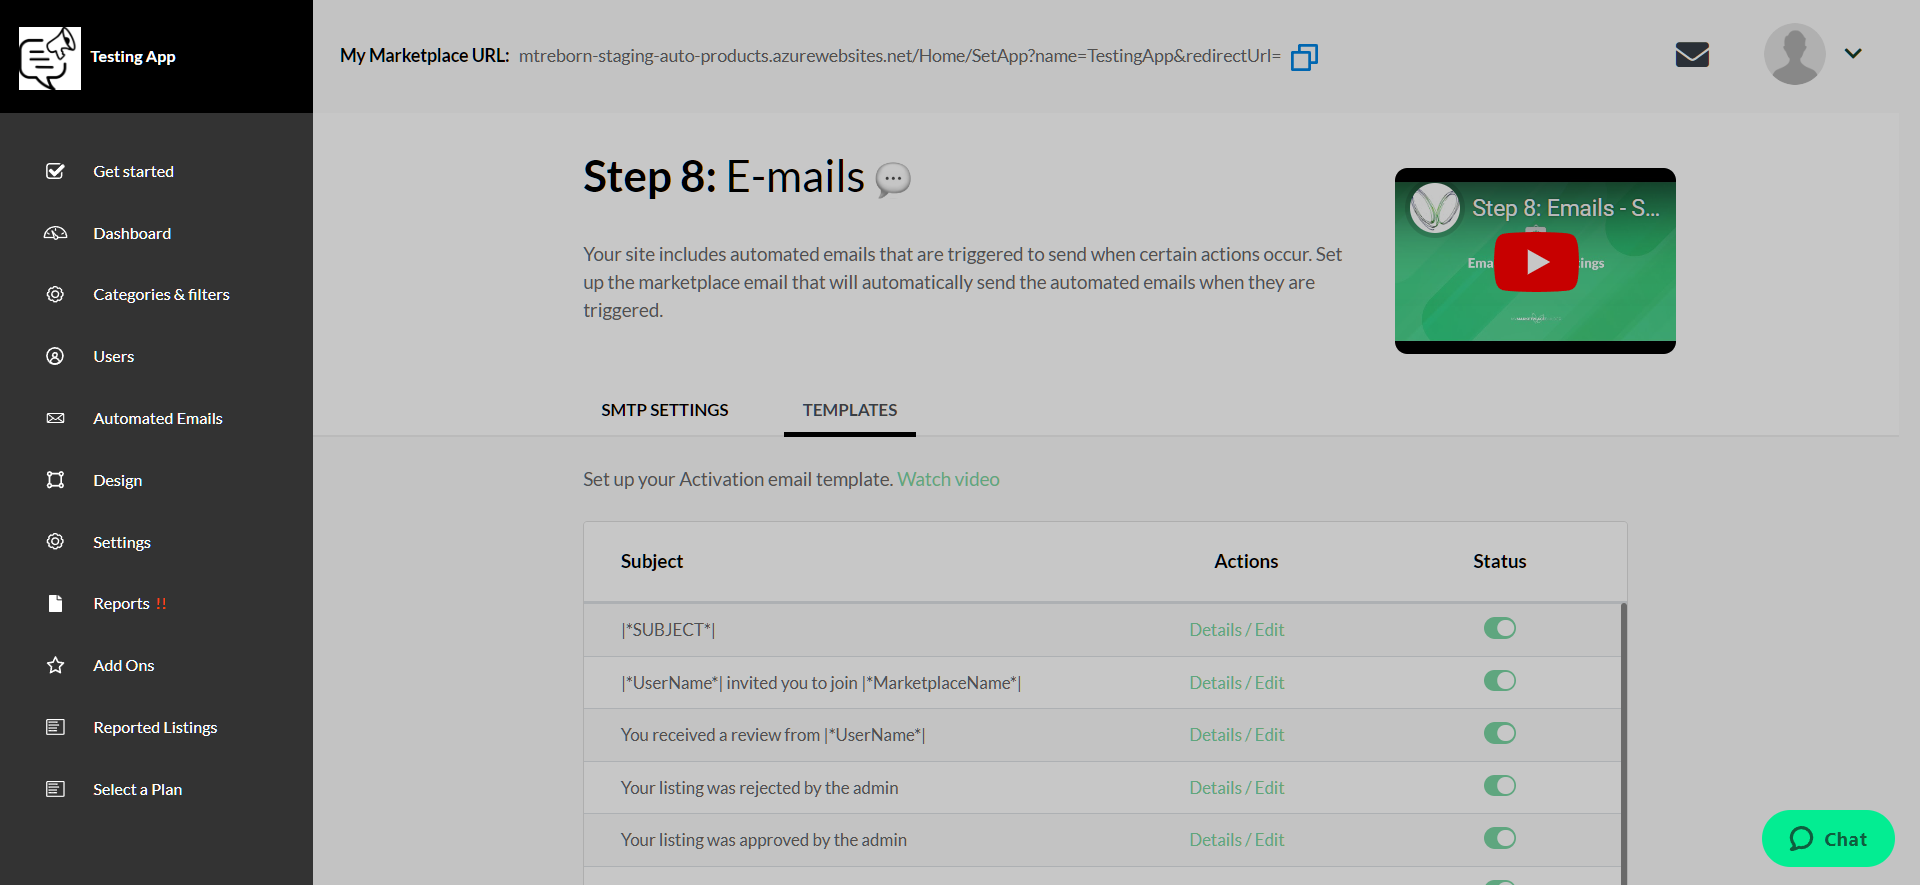 Testing App
My Marketplace URL: mtreborn-staging-auto-products.azurewebsites.net/Home/SetApp?name=TestingApp&redirectUrl=
Get started
Dashboard
Categories & filters
Users
Automated Emails
Design
Settings
Reports !!
Add Ons
Reported Listings
Select a Plan
Step 8: E-mails
Your site includes automated emails that are triggered to send when certain actions occur. Set
up the marketplace email that will automatically send the automated emails when they are
triggered.
Step 8: Emails - S...
Ema
ings
SMTP SETTINGS TEMPLATES
Set up your Activation email template. Watch video
Subject Actions Status
|*SUBJECT*| Details / Edit
|*UserName*| invited you to join |*MarketplaceName*| Details / Edit
You received a review from |*UserName*| Details / Edit
Your listing was rejected by the admin Details / Edit
Your listing was approved by the admin Details / Edit
Chat